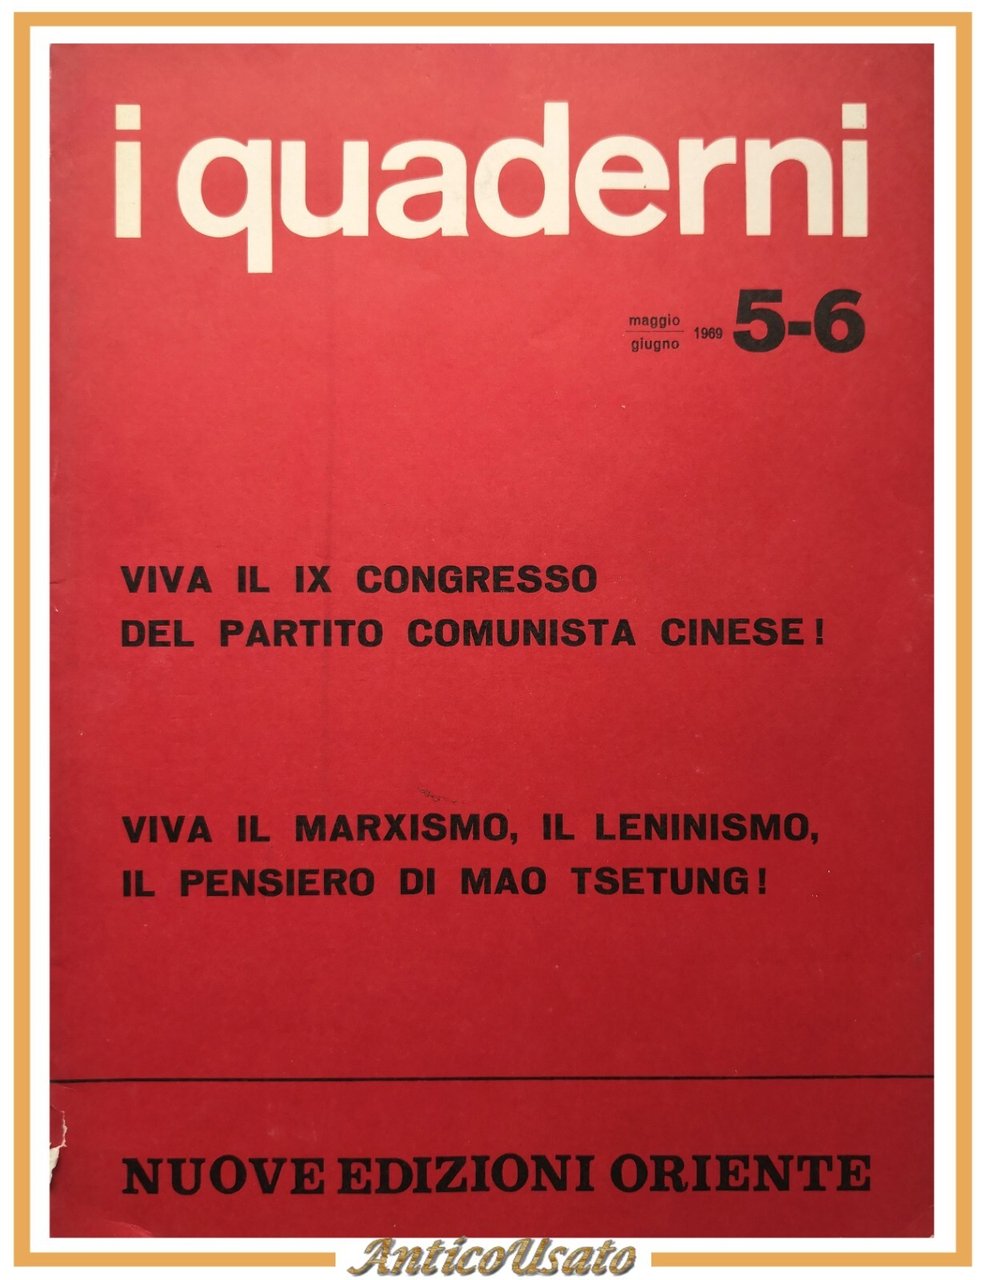 i quaderni
maggio
giugno
1969
5-6
VIVA IL IX CONGRESSO
DEL PARTITO COMUNISTA CINESE!
VIVA IL MARXISMO, IL LENINISMO,
IL PENSIERO DI MAO TSETUNG!
NUOVE EDIZIONI ORIENTE
AnticoUsato